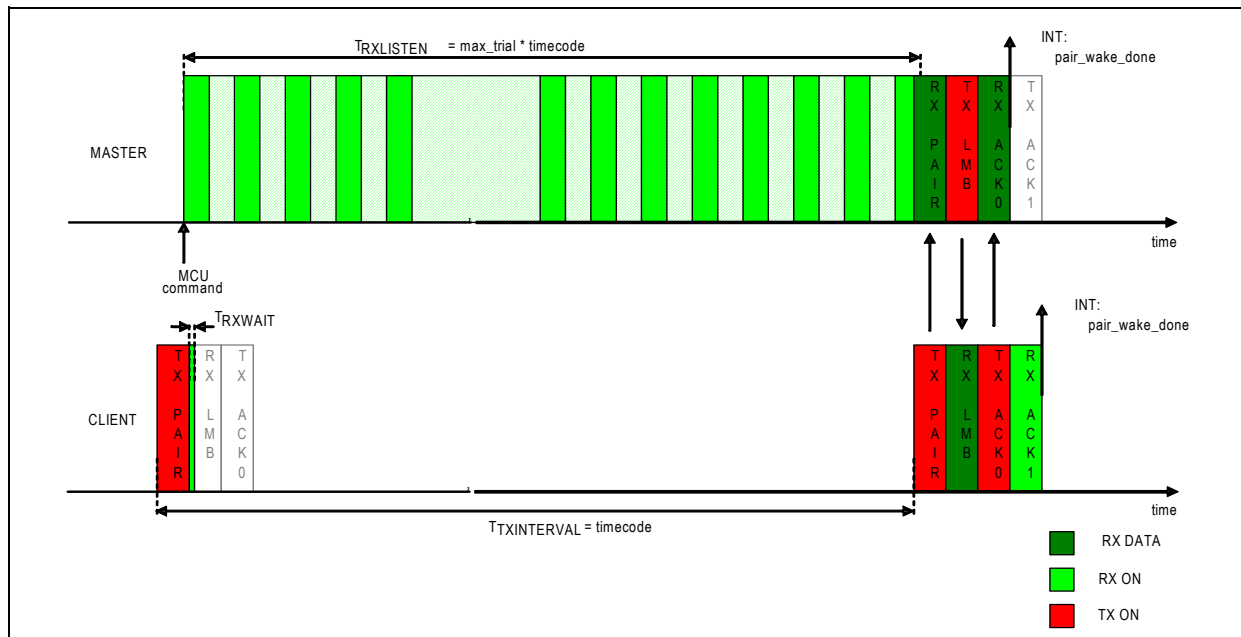 TRXLISTEN = max_trial * timecode
INT:
pair_wake_done
MASTER
RX PAIR
TX LMB
RX ACK0
TX ACK1
time
MCU
command
INT:
pair_wake_done
TRXWAIT
CLIENT
TX PAIR
RX LMB
TX ACK0
TX PAIR
RX LMB
TX ACK0
RX ACK1
time
TTXINTERVAL = timecode
RX DATA
RX ON
TX ON